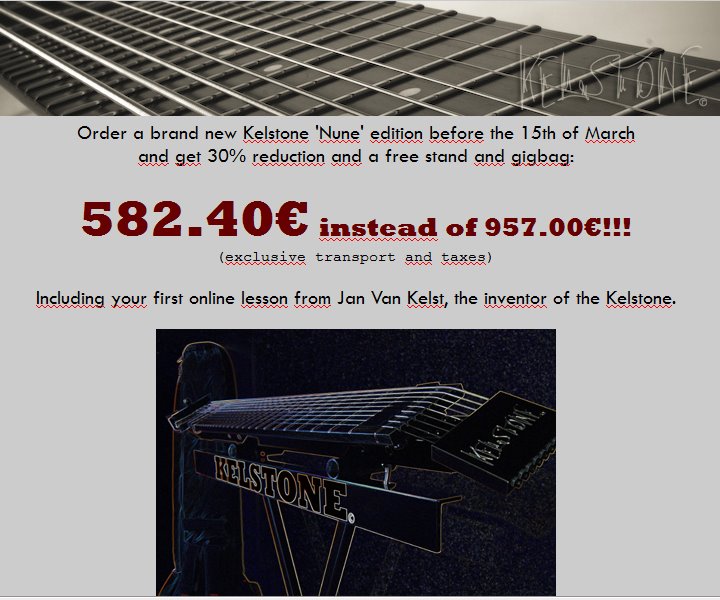 KELSTONE©
Order a brand new Kelstone 'Nune' edition before the 15th of March
and get 30% reduction and a free stand and gigbag:
582.40€ instead of 957.00€!!!
(exclusive transport and taxes)
Including your first online lesson from Jan Van Kelst, the inventor of the Kelstone.
KELSTONE
KELSTONE©